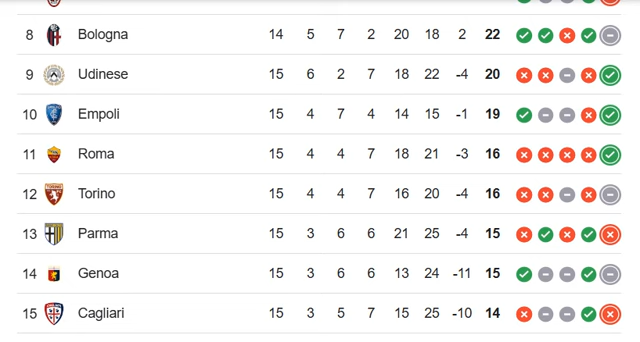 8 Bologna 14 5 7 2 20 18 2 22
9 Udinese 15 6 2 7 18 22 -4 20
10 Empoli 15 4 7 4 14 15 -1 19
11 Roma 15 4 4 7 18 21 -3 16
12 Torino 15 4 4 7 16 20 -4 16
13 Parma 15 3 6 6 21 25 -4 15
14 Genoa 15 3 6 6 13 24 -11 15
15 Cagliari 15 3 5 7 15 25 -10 14